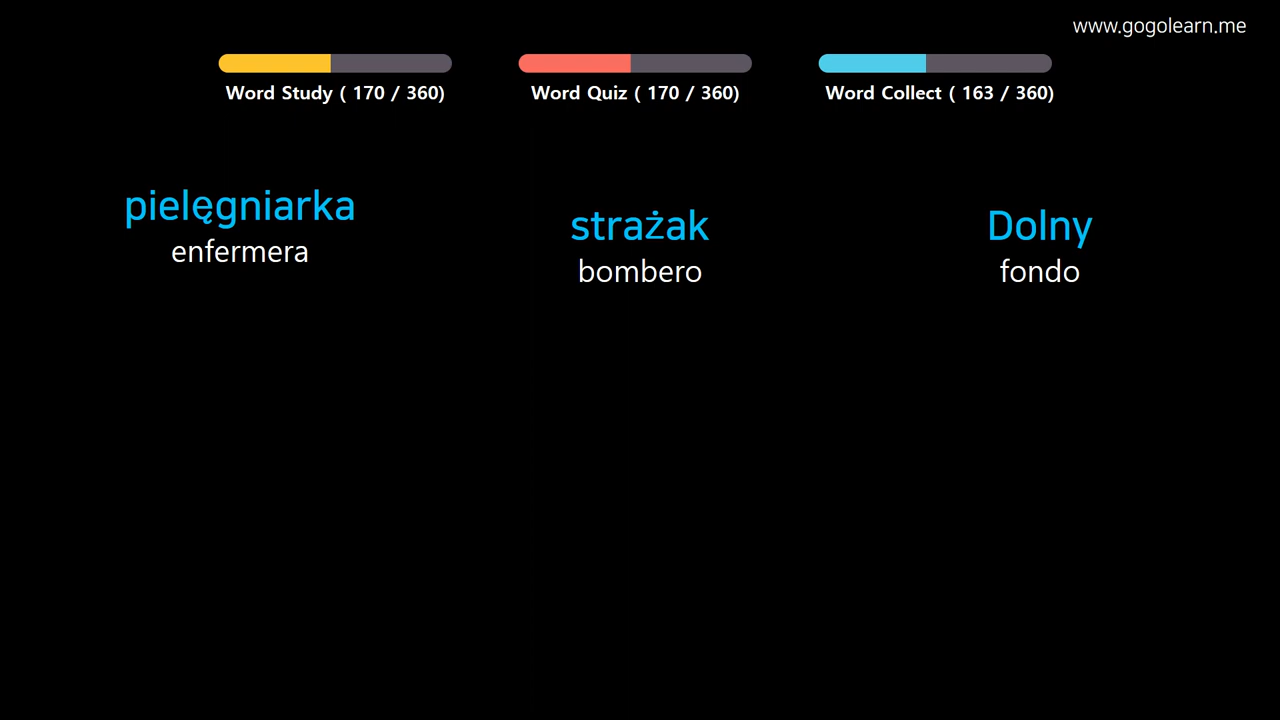 www.gogolearn.me
Word Study ( 170 / 360)
Word Quiz ( 170 / 360)
Word Collect ( 163 / 360)
pielęgniarka
enfermera
strażak
bombero
Dolny
fondo